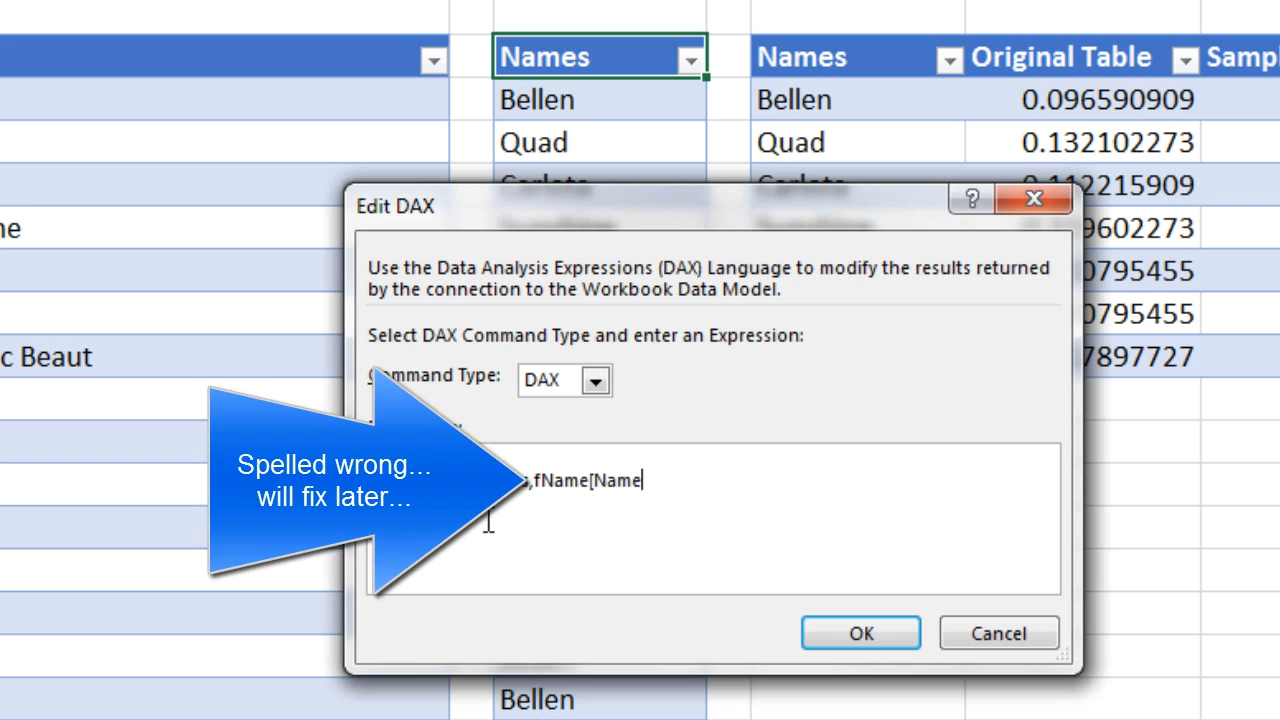 Names Names Original Table
Bellen Bellen 0.096590909
Quad Quad 0.132102273
Edit DAX
Use the Data Analysis Expressions (DAX) Language to modify the results returned
by the connection to the Workbook Data Model.
Select DAX Command Type and enter an Expression:
Command Type: DAX
Spelled wrong...
will fix later...
,fName[Name
OK Cancel
Bellen